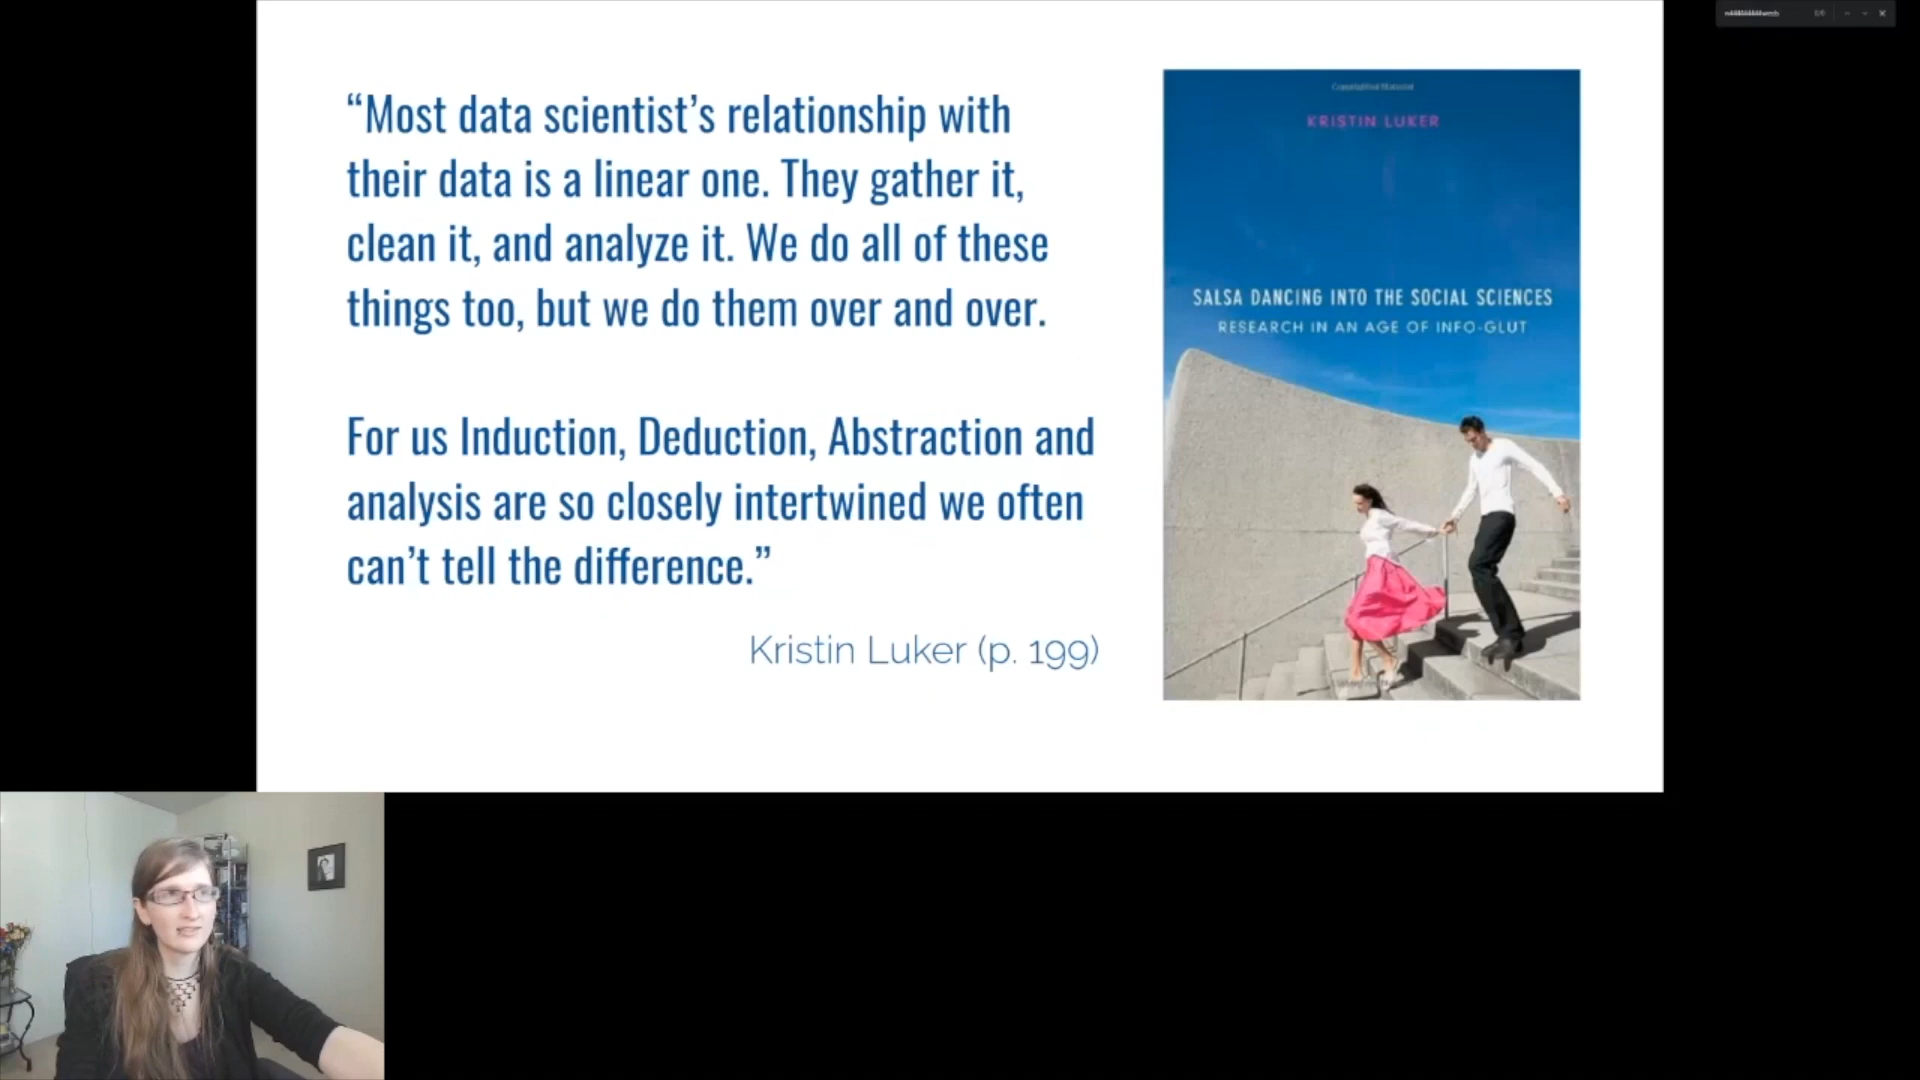 “Most data scientist’s relationship with
their data is a linear one. They gather it,
clean it, and analyze it. We do all of these
things too, but we do them over and over.
For us Induction, Deduction, Abstraction and
analysis are so closely intertwined we often
can’t tell the difference.”
Kristin Luker (p. 199)
Copyrighted Material
KRISTIN LUKER
SALSA DANCING INTO THE SOCIAL SCIENCES
RESEARCH IN AN AGE OF INFO-GLUT